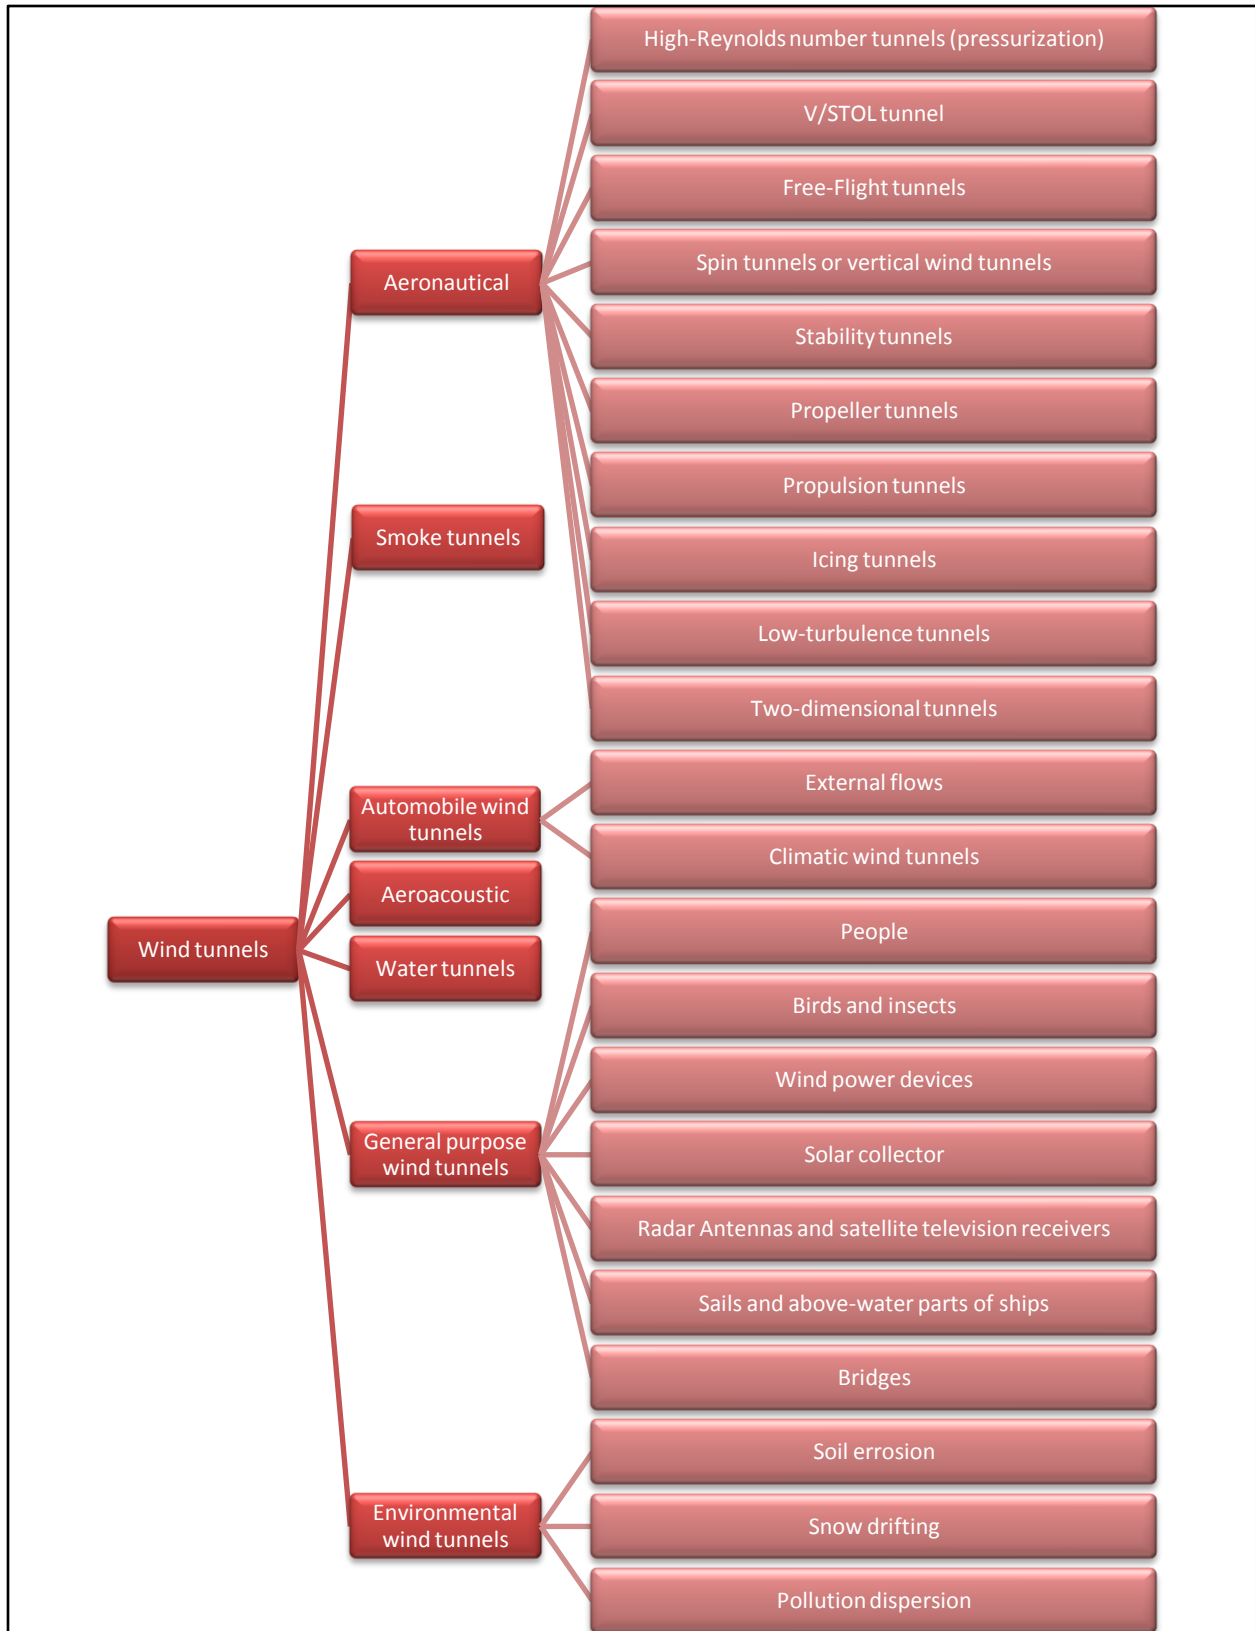 High-Reynolds number tunnels (pressurization)
V/STOL tunnel
Free-Flight tunnels
Spin tunnels or vertical wind tunnels
Aeronautical
Stability tunnels
Propeller tunnels
Propulsion tunnels
Smoke tunnels
Icing tunnels
Low-turbulence tunnels
Two-dimensional tunnels
External flows
Automobile wind
tunnels
Climatic wind tunnels
Aeroacoustic
People
Wind tunnels
Water tunnels
Birds and insects
Wind power devices
General purpose
wind tunnels
Solar collector
Radar Antennas and satellite television receivers
Sails and above-water parts of ships
Bridges
Soil errosion
Environmental
wind tunnels
Snow drifting
Pollution dispersion